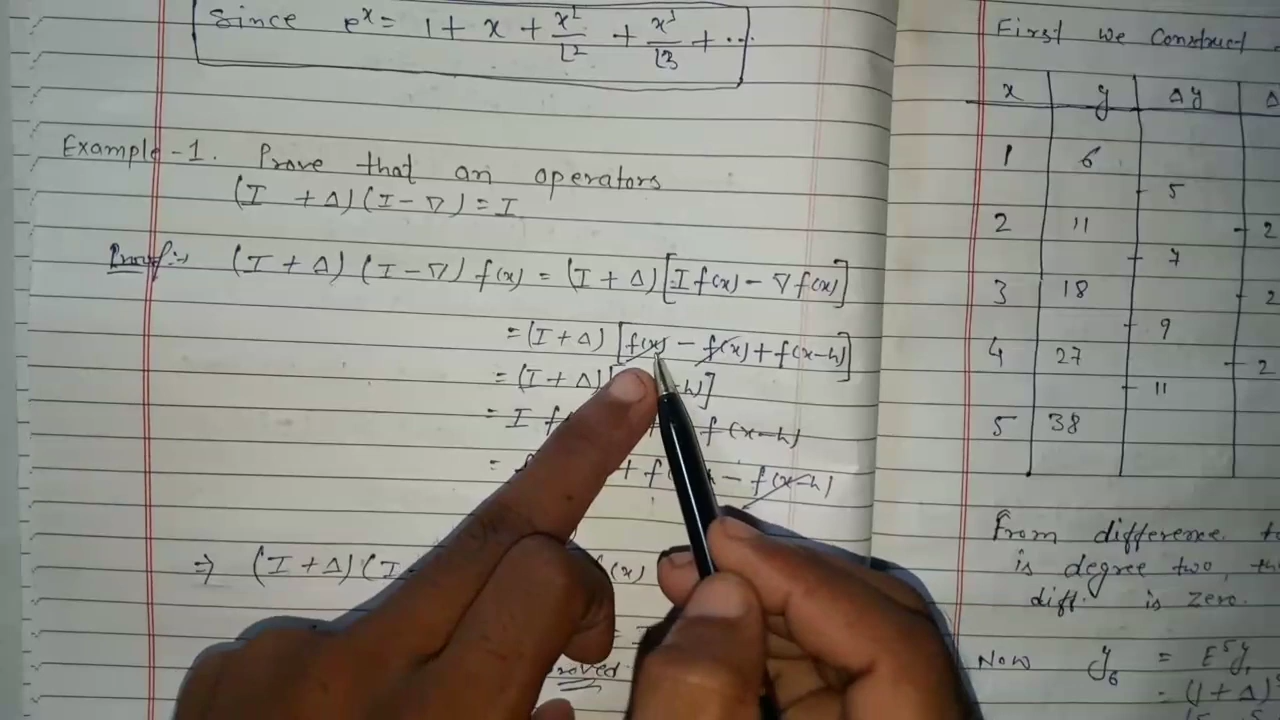 Since e^x = 1 + x + x²/⌊2 + x³/⌊3 + ...
Example-1. Prove that an operators
(I + Δ)(I - ∇) = I
Proof:- (I + Δ)(I - ∇) f(x) = (I + Δ)[I f(x) - ∇ f(x)]
= (I + Δ)[f(x) - f(x) + f(x-h)]
= (I + Δ)[ -h)]
= I f(x-h)
= + f - f(x-h)
⇒ (I + Δ)(I - f(x)
First we Construct
x y Δy Δ
1 6
5
2 11 2
7
3 18 2
9
4 27 2
11
5 38
From difference
is degree two,
diff. is zero.
Now y₆ = E⁵y₁
= (1 + Δ)⁵